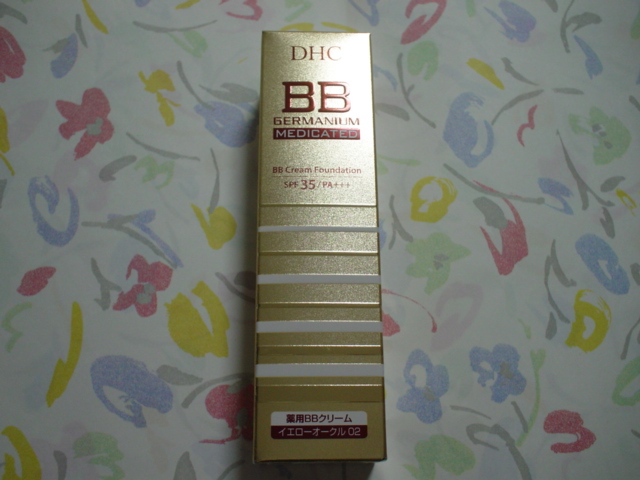 DHC
BB
GERMANIUM
MEDICATED
BB Cream Foundation
SPF 35/PA+++
薬用BBクリーム
イエローオークル 02